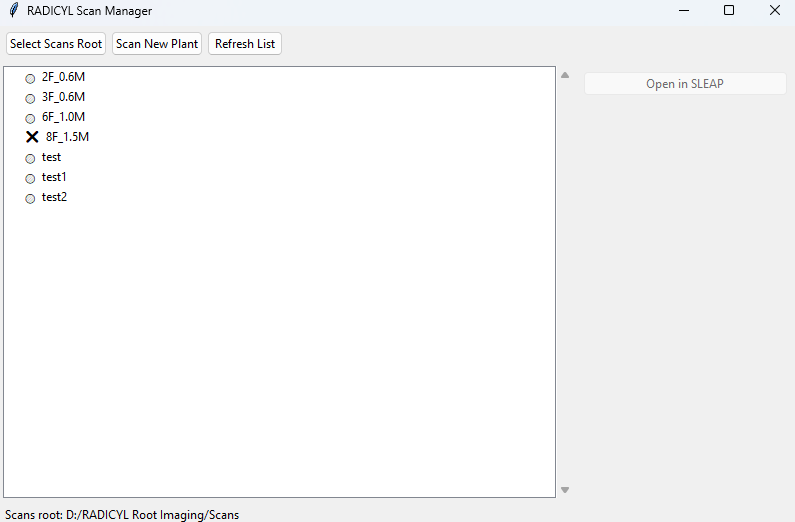 RADICYL Scan Manager
Select Scans Root Scan New Plant Refresh List
Open in SLEAP
2F_0.6M
3F_0.6M
6F_1.0M
8F_1.5M
test
test1
test2
Scans root: D:/RADICYL Root Imaging/Scans